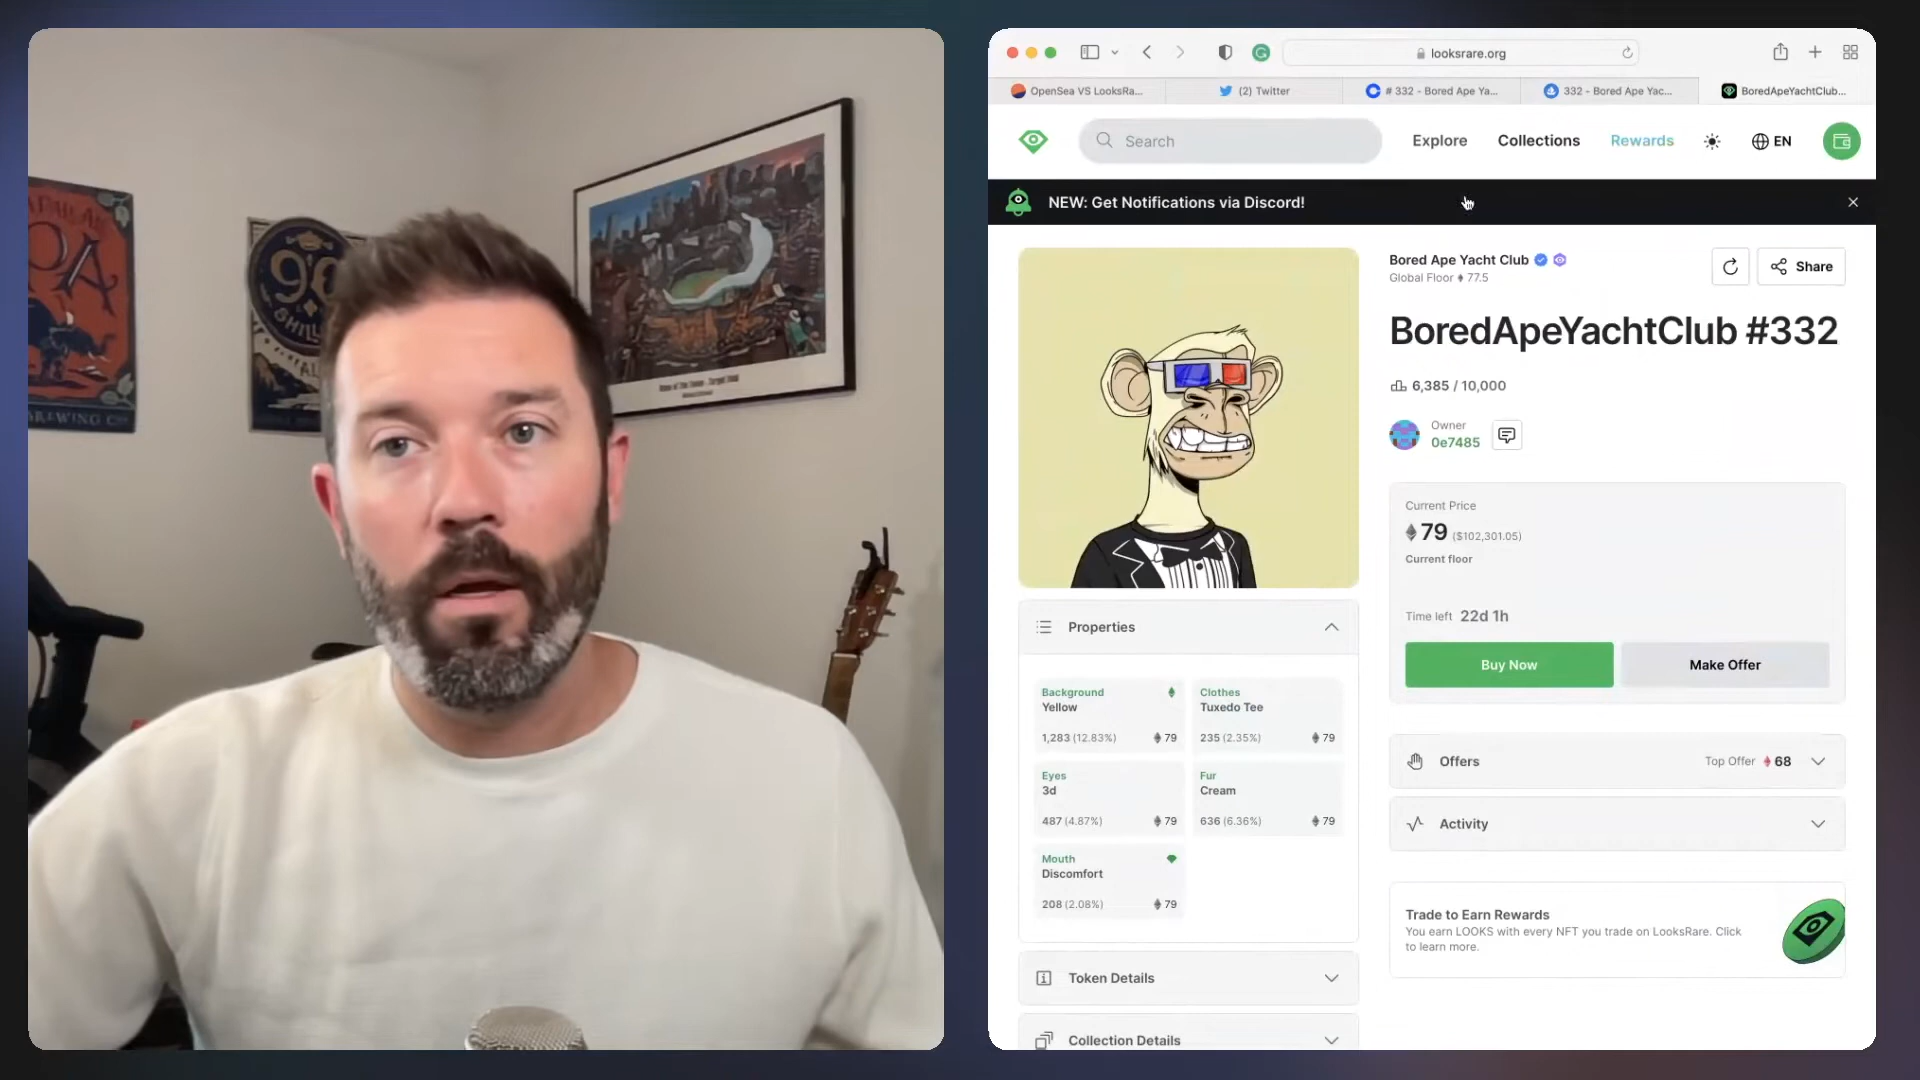 90
SHILL
BREWING CO
looksrare.org
OpenSea VS LooksRa...
(2) Twitter
# 332 - Bored Ape Ya...
332 - Bored Ape Yac...
BoredApeYachtClub...
Search
Explore
Collections
Rewards
EN
NEW: Get Notifications via Discord!
Bored Ape Yacht Club
Global Floor 77.5
Share
BoredApeYachtClub #332
6,385 / 10,000
Owner
0e7485
Current Price
79 ($102,301.05)
Current floor
Time left 22d 1h
Buy Now
Make Offer
Properties
Background
Yellow
1,283 (12.83%) 79
Clothes
Tuxedo Tee
235 (2.35%) 79
Eyes
3d
487 (4.87%) 79
Fur
Cream
636 (6.36%) 79
Mouth
Discomfort
208 (2.08%) 79
Offers
Top Offer 68
Activity
Trade to Earn Rewards
You earn LOOKS with every NFT you trade on LooksRare. Click
to learn more.
Token Details
Collection Details